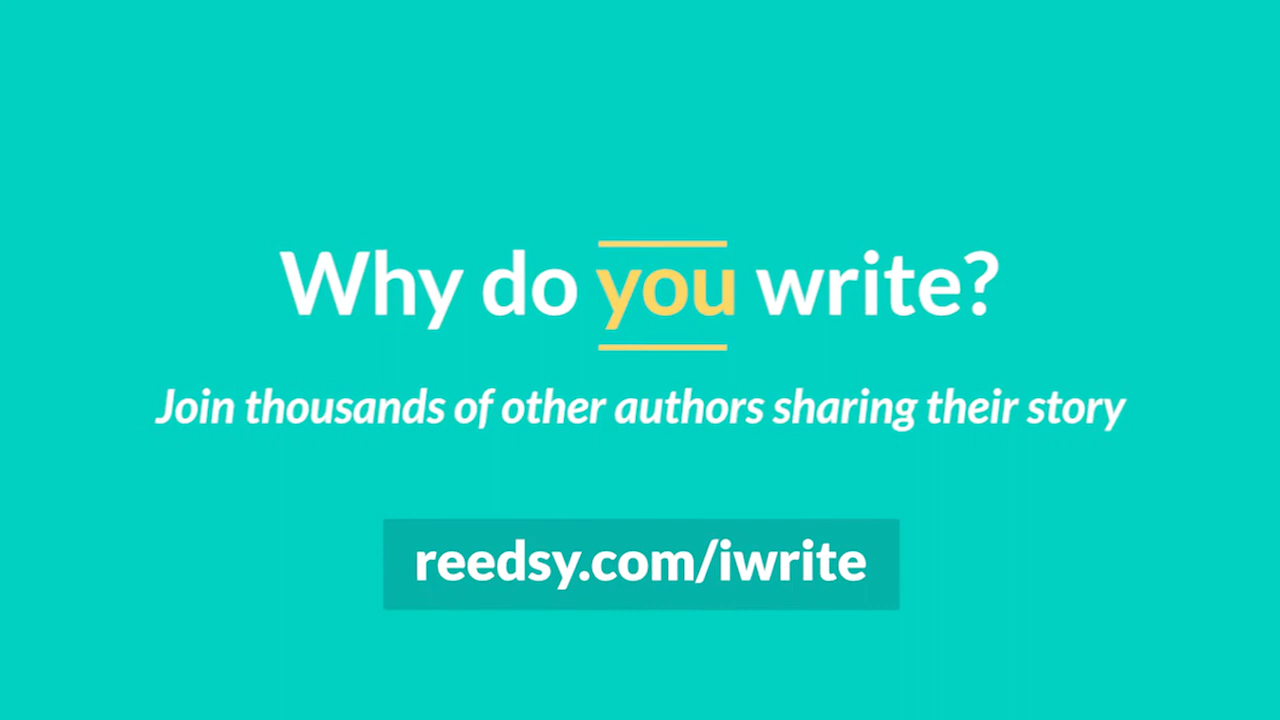 Why do you write?
Join thousands of other authors sharing their story
reedsy.com/iwrite